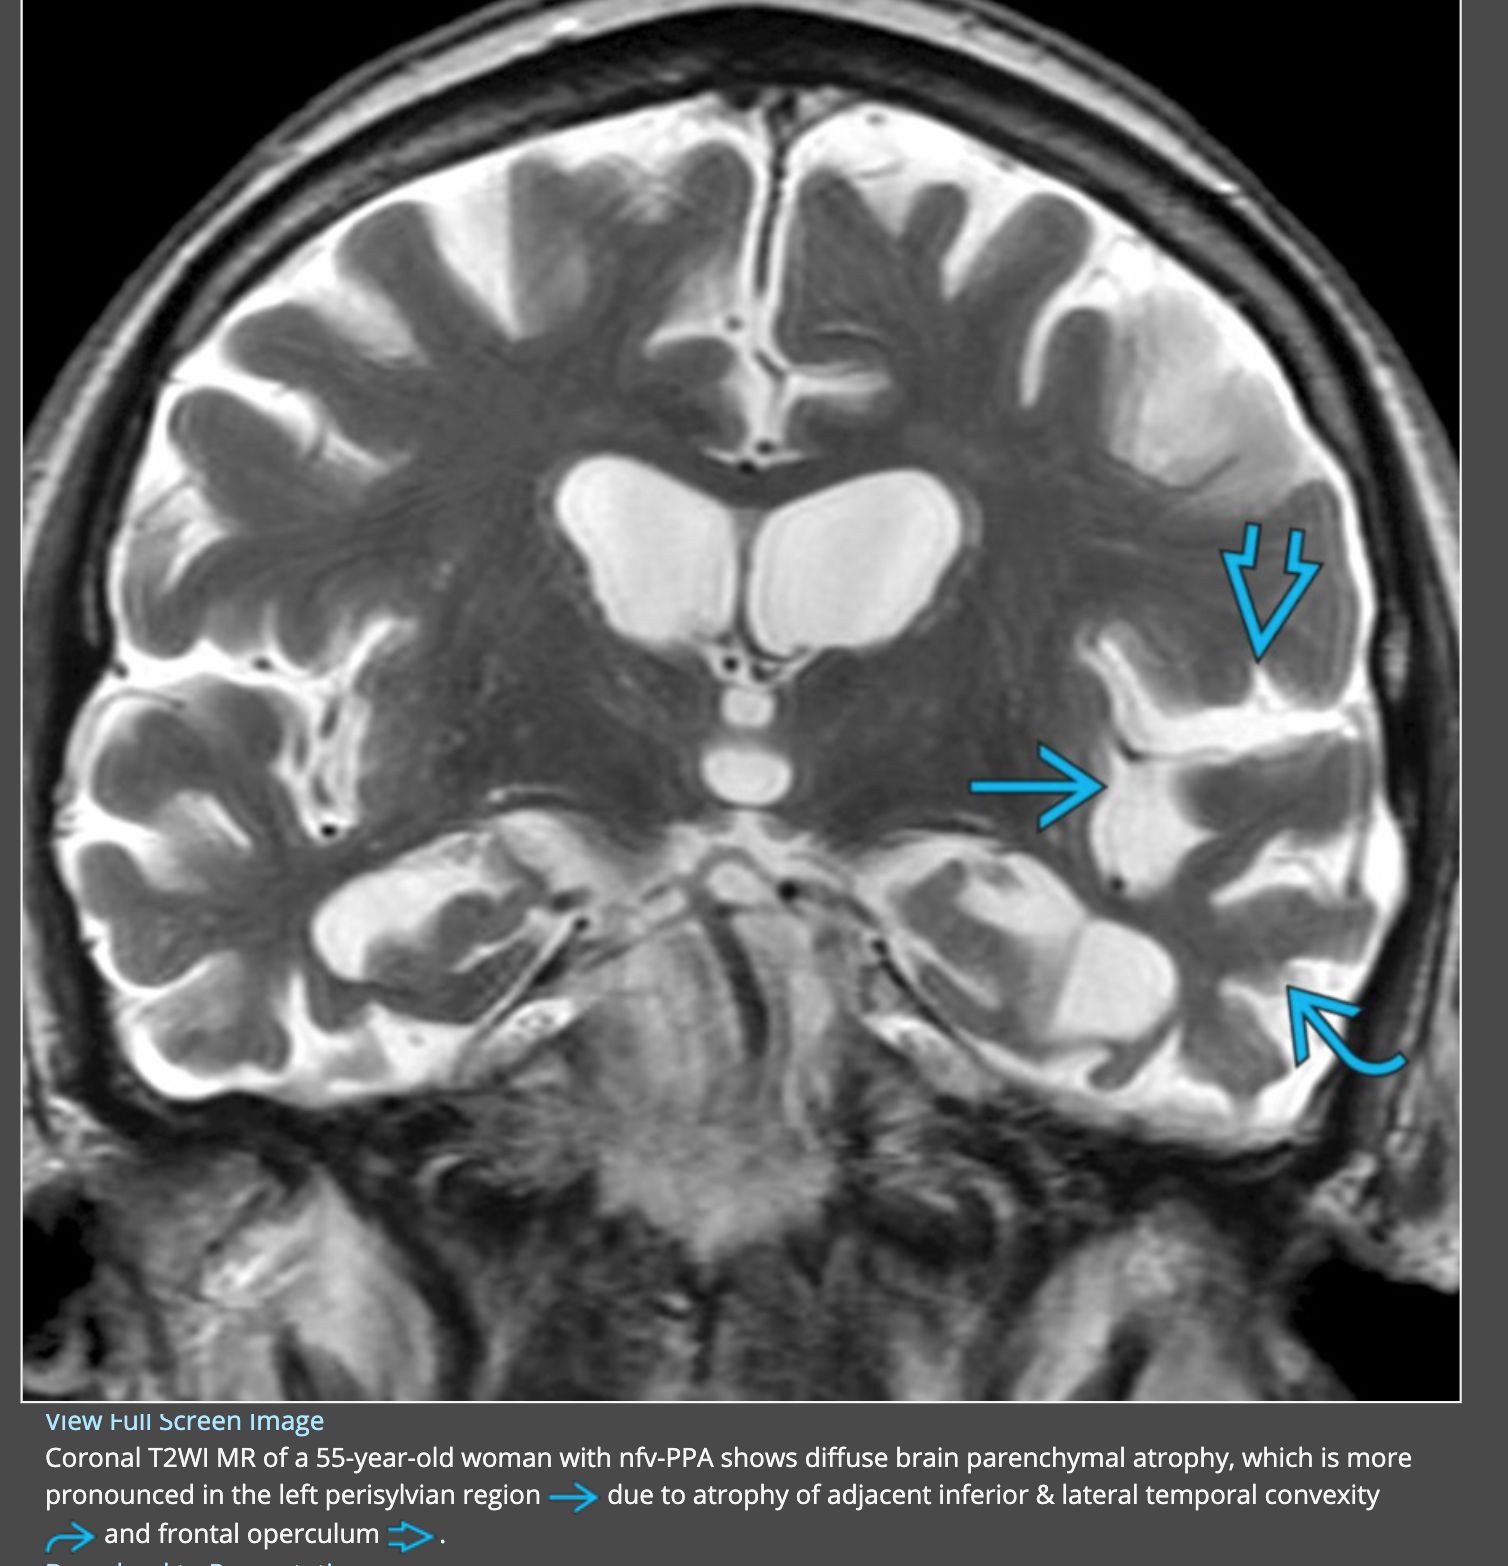 View Full Screen Image
Coronal T2WI MR of a 55-year-old woman with nfv-PPA shows diffuse brain parenchymal atrophy, which is more
pronounced in the left perisylvian region due to atrophy of adjacent inferior & lateral temporal convexity
and frontal operculum .